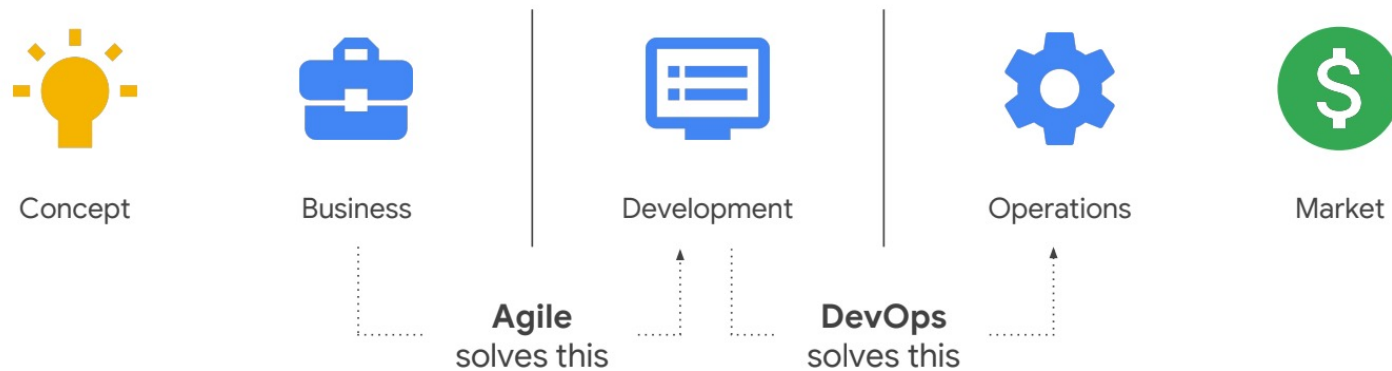 Concept
Business
Development
Operations
Market
Agile
solves this
DevOps
solves this